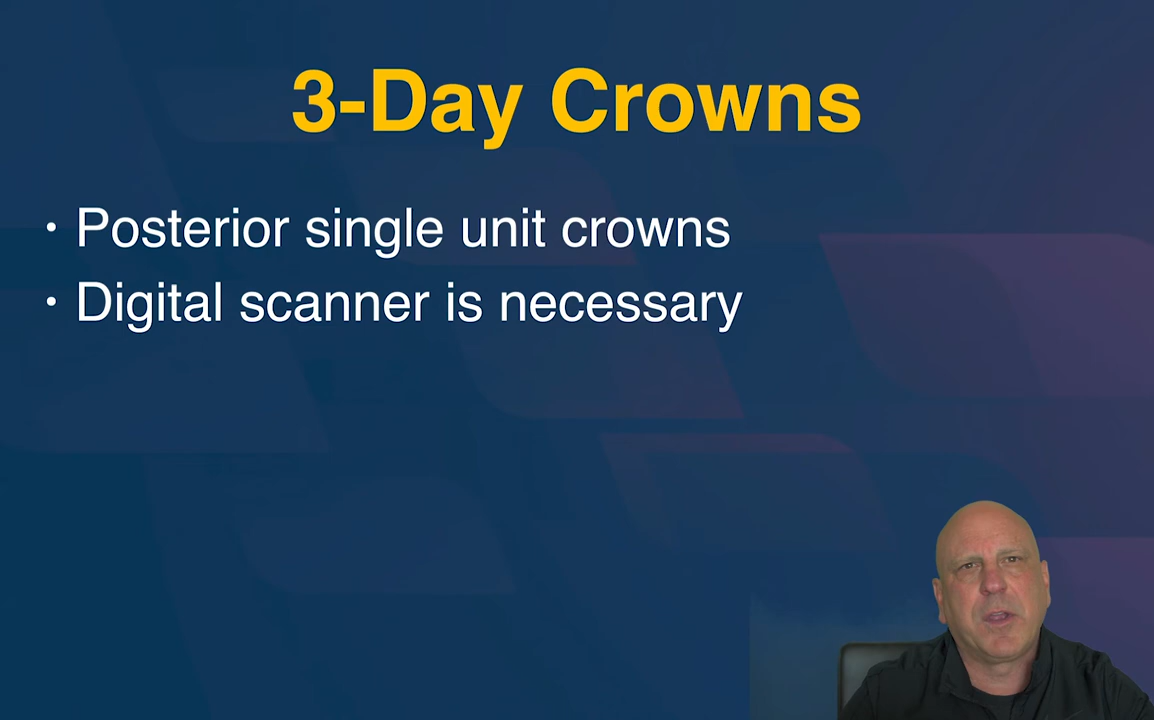 3-Day Crowns
• Posterior single unit crowns
• Digital scanner is necessary